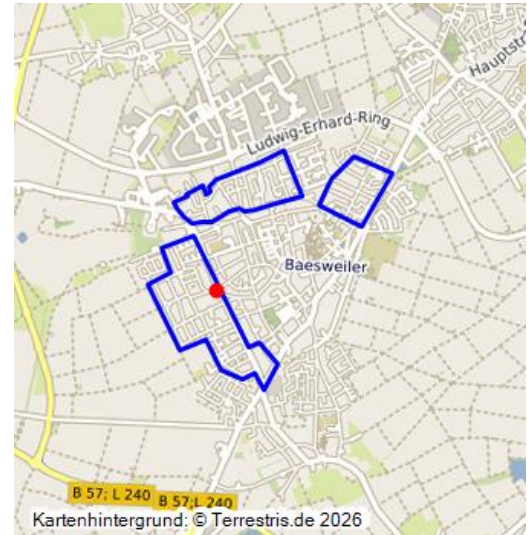 Hauptstr
Ludwig-Erhard-Ring
Baesweiler
B 57; L 240
B 57; L 240
Kartenhintergrund: © Terrestris.de 2026